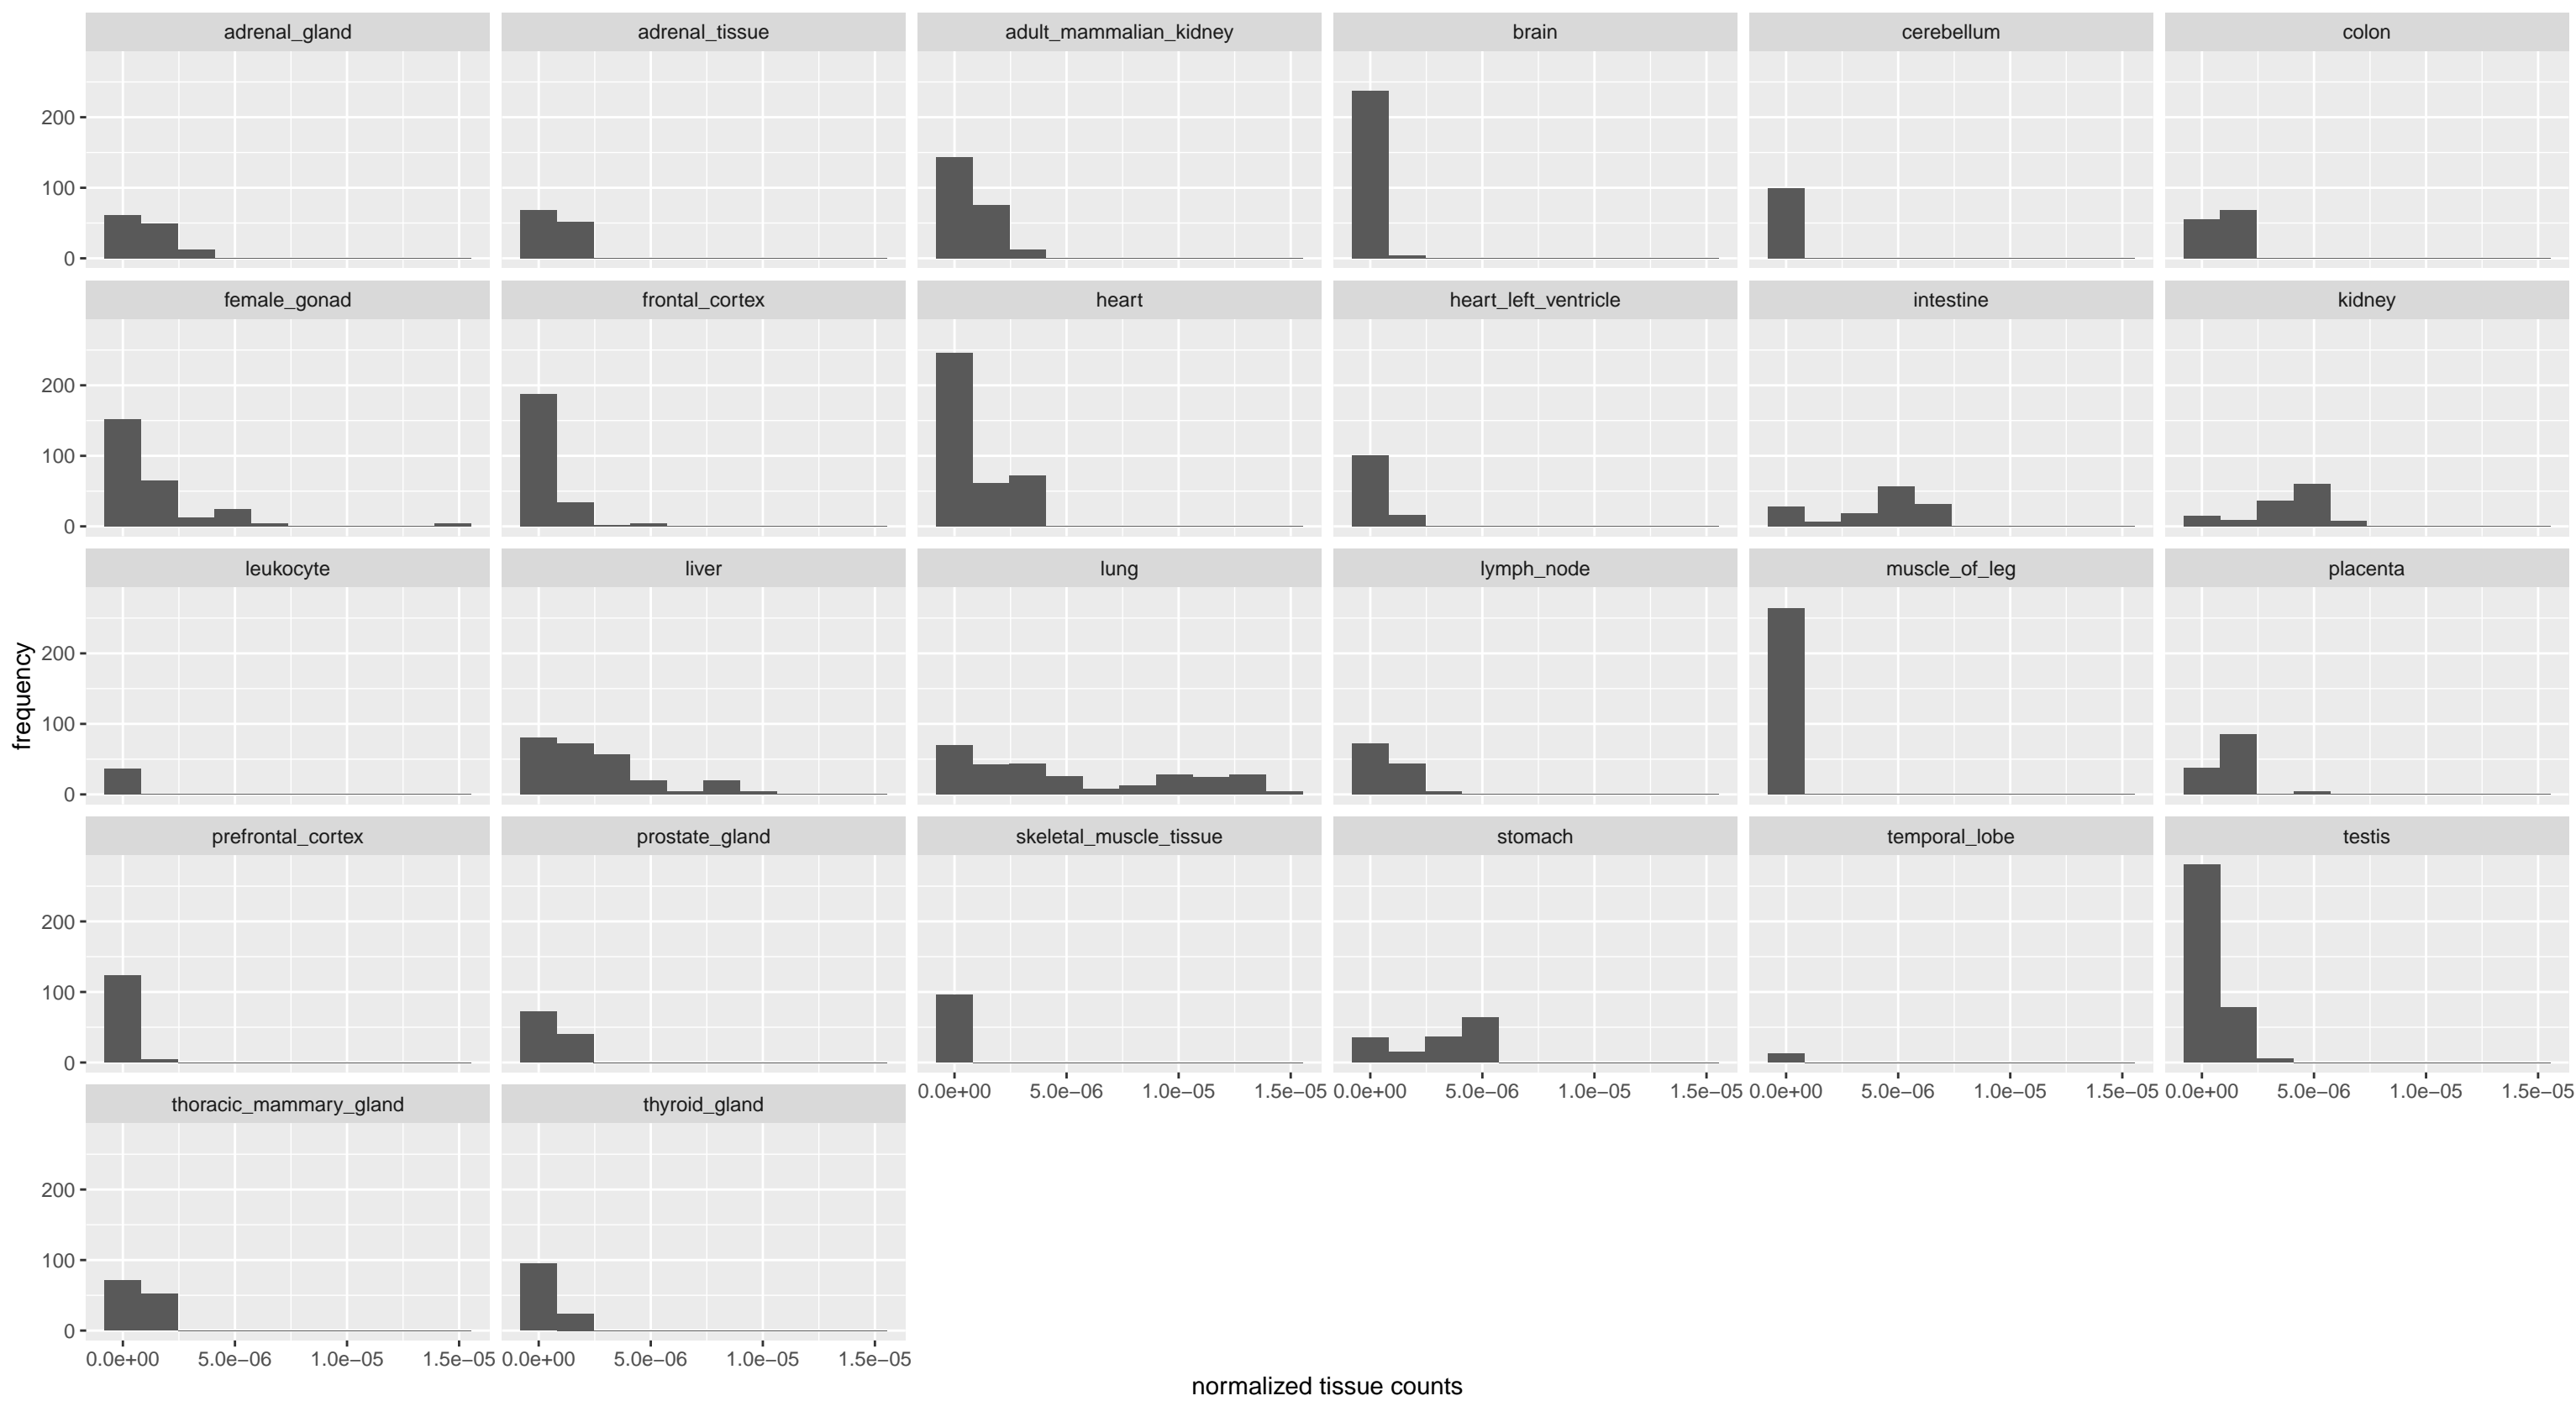 adrenal_gland adrenal_tissue adult_mammalian_kidney brain cerebellum colon
200
100
0
female_gonad frontal_cortex heart heart_left_ventricle intestine kidney
200
100
0
leukocyte liver lung lymph_node muscle_of_leg placenta
200
100
0
frequency
prefrontal_cortex prostate_gland skeletal_muscle_tissue stomach temporal_lobe testis
200
100
0
0.0e+00 5.0e−06 1.0e−05 1.5e−05 0.0e+00 5.0e−06 1.0e−05 1.5e−05 0.0e+00 5.0e−06 1.0e−05 1.5e−05 0.0e+00 5.0e−06 1.0e−05 1.5e−05
thoracic_mammary_gland thyroid_gland
200
100
0
0.0e+00 5.0e−06 1.0e−05 1.5e−05 0.0e+00 5.0e−06 1.0e−05 1.5e−05
normalized tissue counts